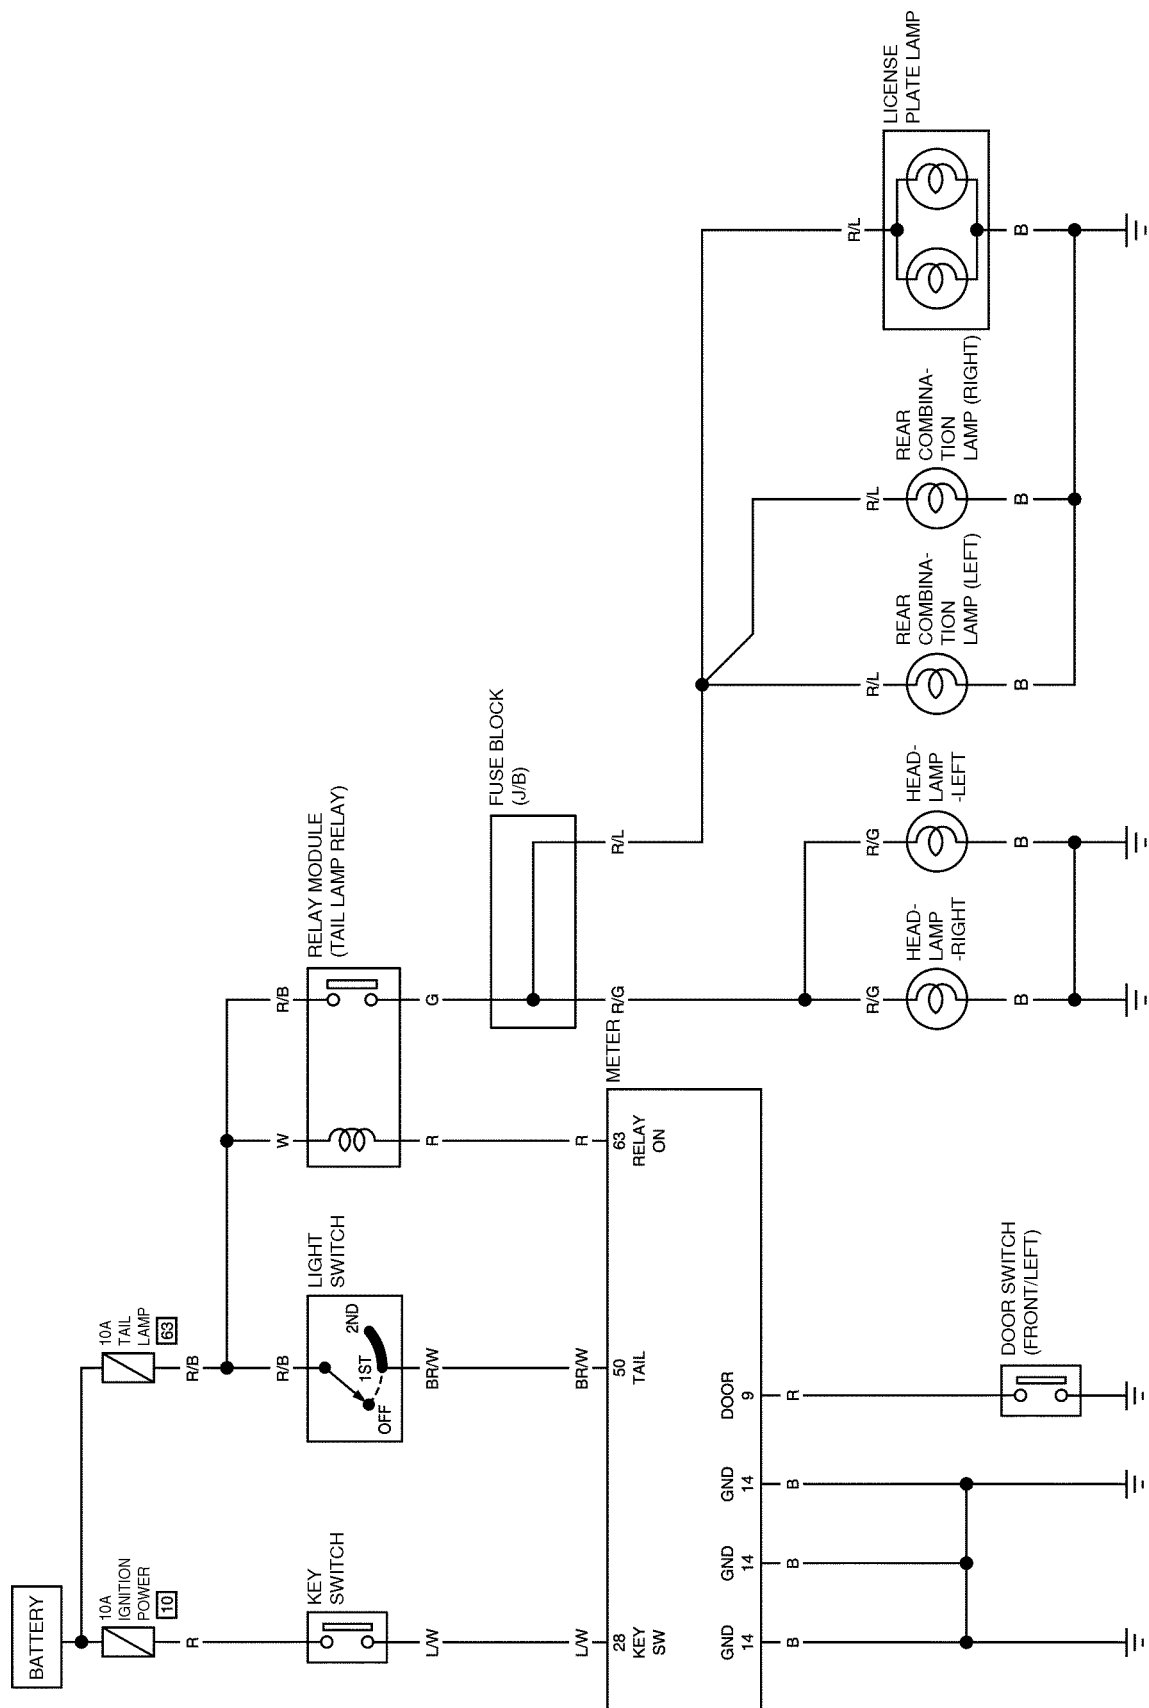 BATTERY
10A
IGNITION
POWER
10
R
KEY
SWITCH
L/W
L/W
28
KEY
SW
10A
TAIL
LAMP
63
R/B
R/B
LIGHT
SWITCH
OFF
1ST
2ND
BR/W
BR/W
50
TAIL
W
R/B
RELAY MODULE
(TAIL LAMP RELAY)
R
G
R
63
RELAY
ON
METER
FUSE BLOCK
(J/B)
R/G
R/L
GND
14
B
GND
14
B
GND
14
B
DOOR
9
R
DOOR SWITCH
(FRONT/LEFT)
R/G
HEAD-
LAMP
-RIGHT
B
R/G
HEAD-
LAMP
-LEFT
B
R/L
REAR
COMBINA-
TION
LAMP (LEFT)
B
R/L
REAR
COMBINA-
TION
LAMP (RIGHT)
B
R/L
LICENSE
PLATE LAMP
B